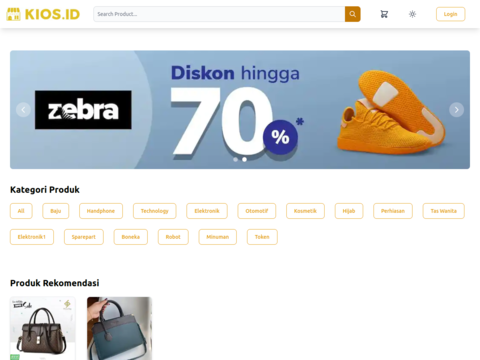 KIOS.ID
Search Product...
Login
zebra
Diskon hingga
70%*
Kategori Produk
All
Baju
Handphone
Technology
Elektronik
Otomotif
Kosmetik
Hijab
Perhiasan
Tas Wanita
Elektronik1
Sparepart
Boneka
Robot
Minuman
Token
Produk Rekomendasi